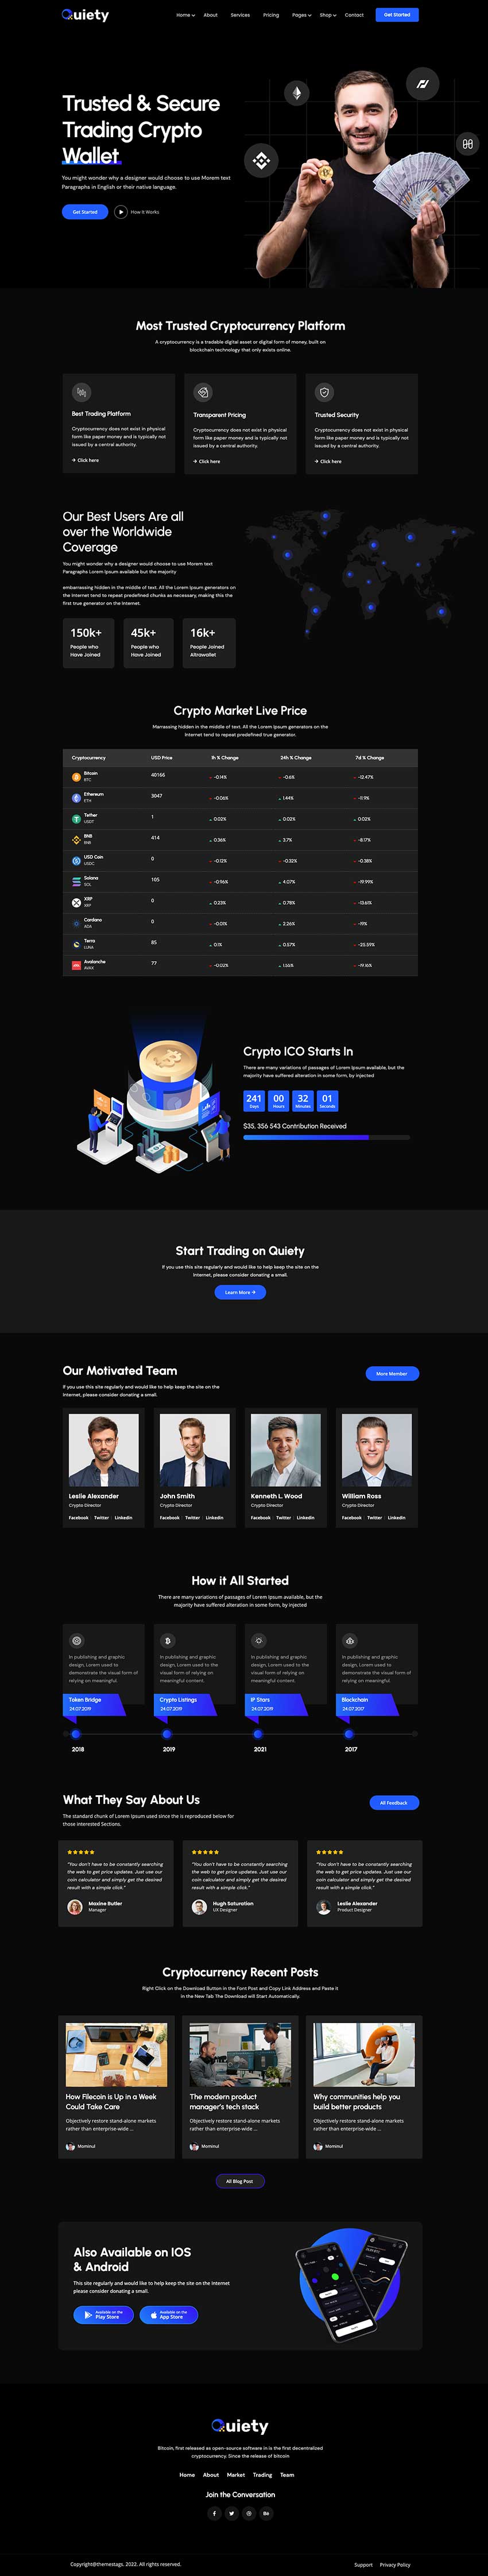 Quiety
Home
About
Services
Pricing
Pages
Shop
Contact
Get Started
Trusted & Secure
Trading Crypto
Wallet
You might wonder why a designer would choose to use Morem text
Paragraphs in English or their native language.
Get Started
How It Works
Most Trusted Cryptocurrency Platform
A cryptocurrency is a tradable digital asset or digital form of money, built on
blockchain technology that only exists online.
Best Trading Platform
Cryptocurrency does not exist in physical
form like paper money and is typically not
issued by a central authority.
Click here
Transparent Pricing
Cryptocurrency does not exist in physical
form like paper money and is typically not
issued by a central authority.
Click here
Trusted Security
Cryptocurrency does not exist in physical
form like paper money and is typically not
issued by a central authority.
Click here
Our Best Users Are all
over the Worldwide
Coverage
You might wonder why a designer would choose to use Morem text
Paragraphs Lorem Ipsum available but the majority
embarrassing hidden in the middle of text. All the Lorem Ipsum generators on
the Internet tend to repeat predefined chunks as necessary, making this the
first true generator on the Internet.
150k+
People who
Have Joined
45k+
People who
Have Joined
16k+
People Joined
Altrawallet
Crypto Market Live Price
Marrassing hidden in the middle of text. All the Lorem Ipsum generators on the
Internet tend to repeat predefined true generator.
Cryptocurrency USD Price 1h % Change 24h % Change 7d % Change
Bitcoin
BTC
40166 -0.14% -0.6% -12.47%
Ethereum
ETH
3047 -0.06% 1.44% -11.9%
Tether
USDT
1 0.02% 0.02% 0.02%
BNB
BNB
414 0.36% 3.7% -8.17%
USD Coin
USDC
0 -0.12% -0.32% -0.38%
Solana
SOL
105 -0.96% 4.07% -19.99%
XRP
XRP
0 0.23% 0.78% -13.61%
Cardano
ADA
0 -0.01% 2.26% -19%
Terra
LUNA
85 0.1% 0.57% -25.59%
Avalanche
AVAX
77 -0.02% 1.55% -19.16%
Crypto ICO Starts In
There are many variations of passages of Lorem Ipsum available, but the
majority have suffered alteration in some form, by injected
241 00 32 01
Days Hours Minutes Seconds
$35, 356 543 Contribution Received
Start Trading on Quiety
If you use this site regularly and would like to help keep the site on the
Internet, please consider donating a small.
Learn More
Our Motivated Team
If you use this site regularly and would like to help keep the site on the
Internet, please consider donating a small.
More Member
Leslie Alexander
Crypto Director
Facebook Twitter Linkedin
John Smith
Crypto Director
Facebook Twitter Linkedin
Kenneth L. Wood
Crypto Director
Facebook Twitter Linkedin
William Ross
Crypto Director
Facebook Twitter Linkedin
How it All Started
There are many variations of passages of Lorem Ipsum available, but the
majority have suffered alteration in some form, by injected
In publishing and graphic
design, Lorem used to
demonstrate the visual form of
relying on meaningful.
Token Bridge
24.07.2019
2018
In publishing and graphic
design, Lorem used to the
visual form of relying on
meaningful content.
Crypto Listings
24.07.2019
2019
In publishing and graphic
design, Lorem used to the
visual form of relying on
meaningful content.
IP Stars
24.07.2019
2021
In publishing and graphic
design, Lorem used to
demonstrate the visual form of
relying on meaningful.
Blockchain
24.07.2017
2017
What They Say About Us
The standard chunk of Lorem Ipsum used since the is reproduced below for
those interested Sections.
All Feedback
"You don't have to be constantly searching
the web to get price updates. Just use our
coin calculator and simply get the desired
result with a simple click."
Maxine Butler
Manager
"You don't have to be constantly searching
the web to get price updates. Just use our
coin calculator and simply get the desired
result with a simple click."
Hugh Saturation
UX Designer
"You don't have to be constantly searching
the web to get price updates. Just use our
coin calculator and simply get the desired
result with a simple click."
Leslie Alexander
Product Designer
Cryptocurrency Recent Posts
Right Click on the Download Button in the Font Post and Copy Link Address and Paste it
in the New Tab The Download will Start Automatically.
How Filecoin is Up in a Week
Could Take Care
Objectively restore stand-alone markets
rather than enterprise-wide ...
Mominul
The modern product
manager's tech stack
Objectively restore stand-alone markets
rather than enterprise-wide ...
Mominul
Why communities help you
build better products
Objectively restore stand-alone markets
rather than enterprise-wide ...
Mominul
All Blog Post
Also Available on IOS
& Android
This site regularly and would like to help keep the site on the Internet
please consider donating a small.
Available on the
Play Store
Available on the
App Store
Quiety
Bitcoin, first released as open-source software in is the first decentralized
cryptocurrency. Since the release of bitcoin
Home About Market Trading Team
Join the Conversation
Copyright@themestags, 2022. All rights reserved.
Support Privacy Policy